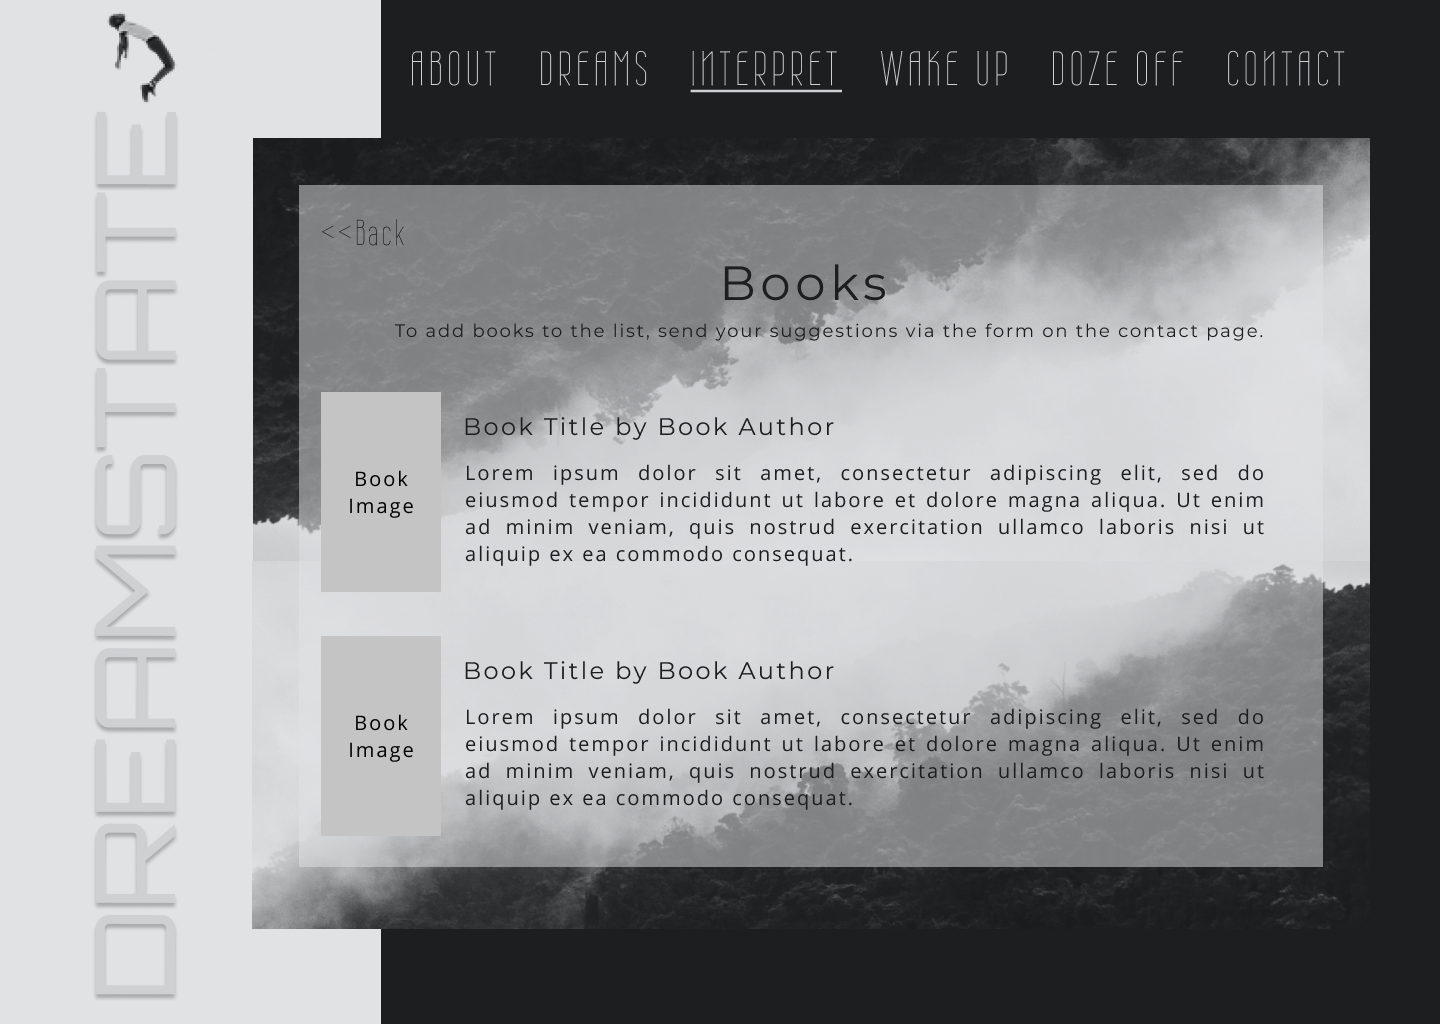 DREAMSTATE
ABOUT DREAMS INTERPRET WAKE UP DOZE OFF CONTACT
<<Back
Books
To add books to the list, send your suggestions via the form on the contact page.
Book
Image
Book Title by Book Author
Lorem ipsum dolor sit amet, consectetur adipiscing elit, sed do
eiusmod tempor incididunt ut labore et dolore magna aliqua. Ut enim
ad minim veniam, quis nostrud exercitation ullamco laboris nisi ut
aliquip ex ea commodo consequat.
Book
Image
Book Title by Book Author
Lorem ipsum dolor sit amet, consectetur adipiscing elit, sed do
eiusmod tempor incididunt ut labore et dolore magna aliqua. Ut enim
ad minim veniam, quis nostrud exercitation ullamco laboris nisi ut
aliquip ex ea commodo consequat.